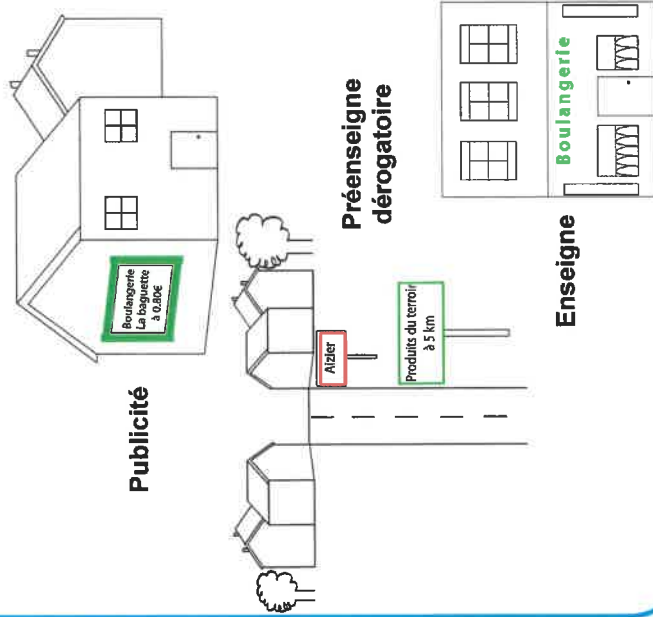 Publicité
Boulangerie
La baguette
à 0.80€
Préenseigne
dérogatoire
Aizier
Produits du terroir
à 5 km
Enseigne
Boulangerie